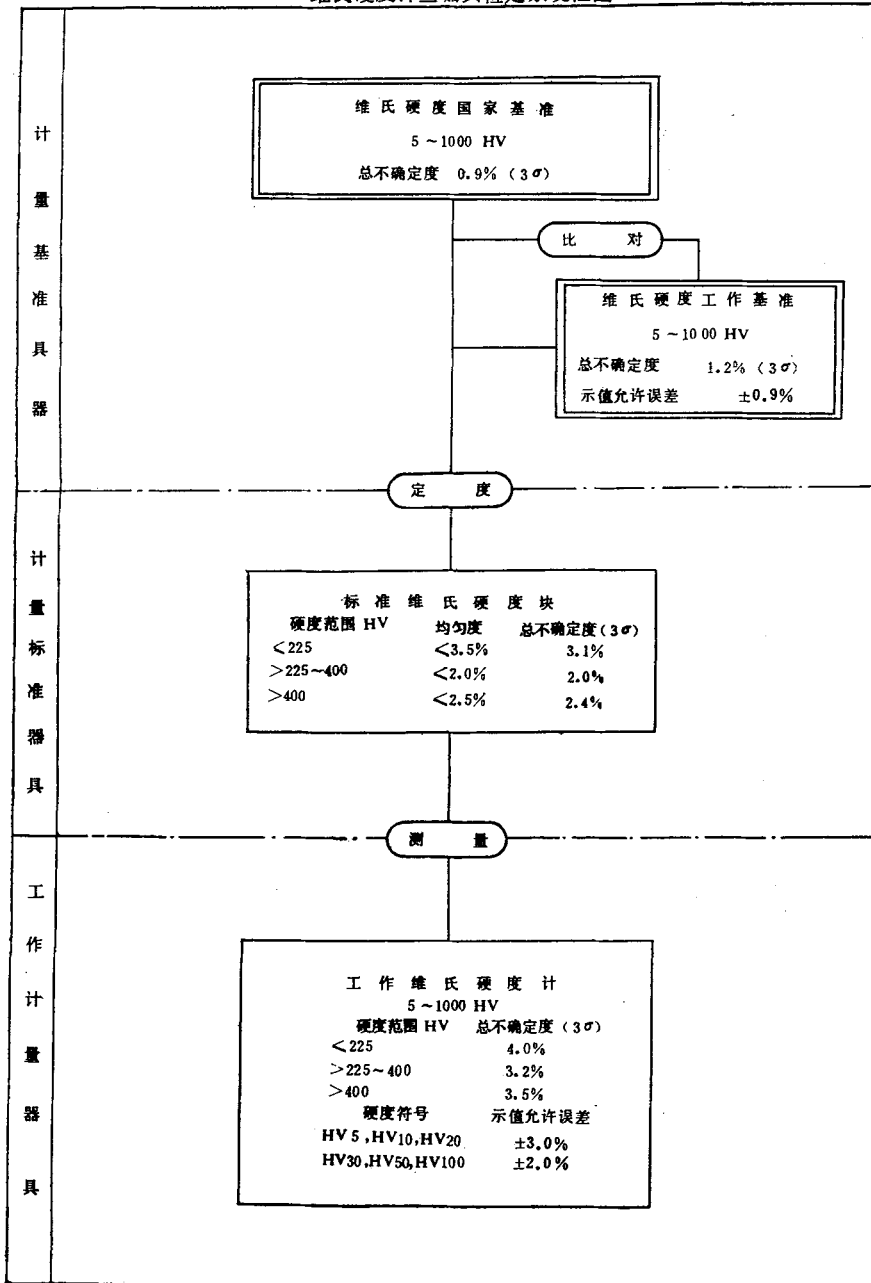 计量基准具器
维氏硬度国家基准
5~1000 HV
总不确定度 0.9% (3σ)
比 对
维氏硬度工作基准
5~1000 HV
总不确定度 1.2% (3σ)
示值允许误差 ±0.9%
定 度
计量标准器具
标准维氏硬度块
硬度范围 HV 均匀度 总不确定度(3σ)
≤225 ≤3.5% 3.1%
>225~400 ≤2.0% 2.0%
>400 ≤2.5% 2.4%
测 量
工作计量器具
工作维氏硬度计
5~1000 HV
硬度范围 HV 总不确定度 (3σ)
≤225 4.0%
>225~400 3.2%
>400 3.5%
硬度符号 示值允许误差
HV5,HV10,HV20 ±3.0%
HV30,HV50,HV100 ±2.0%